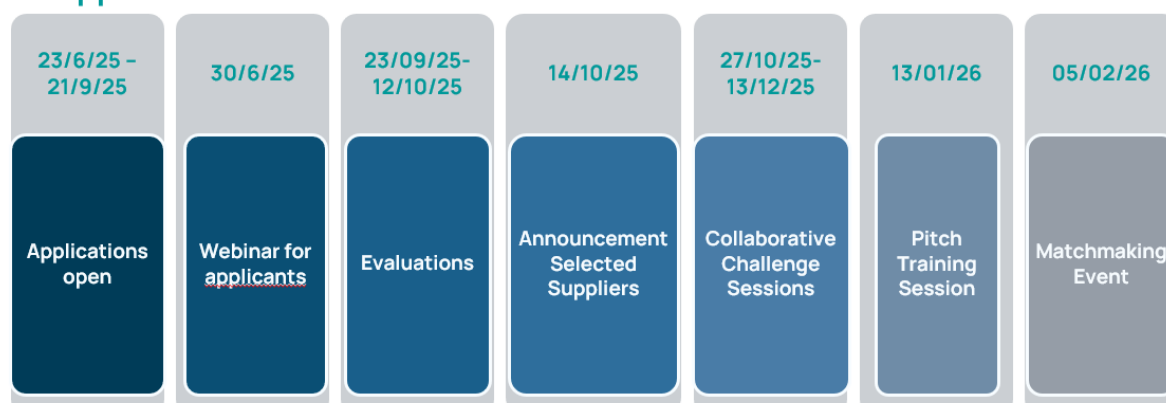 23/6/25 –
21/9/25
Applications
open
30/6/25
Webinar for
applicants
23/09/25-
12/10/25
Evaluations
14/10/25
Announcement
Selected
Suppliers
27/10/25-
13/12/25
Collaborative
Challenge
Sessions
13/01/26
Pitch
Training
Session
05/02/26
Matchmaking
Event